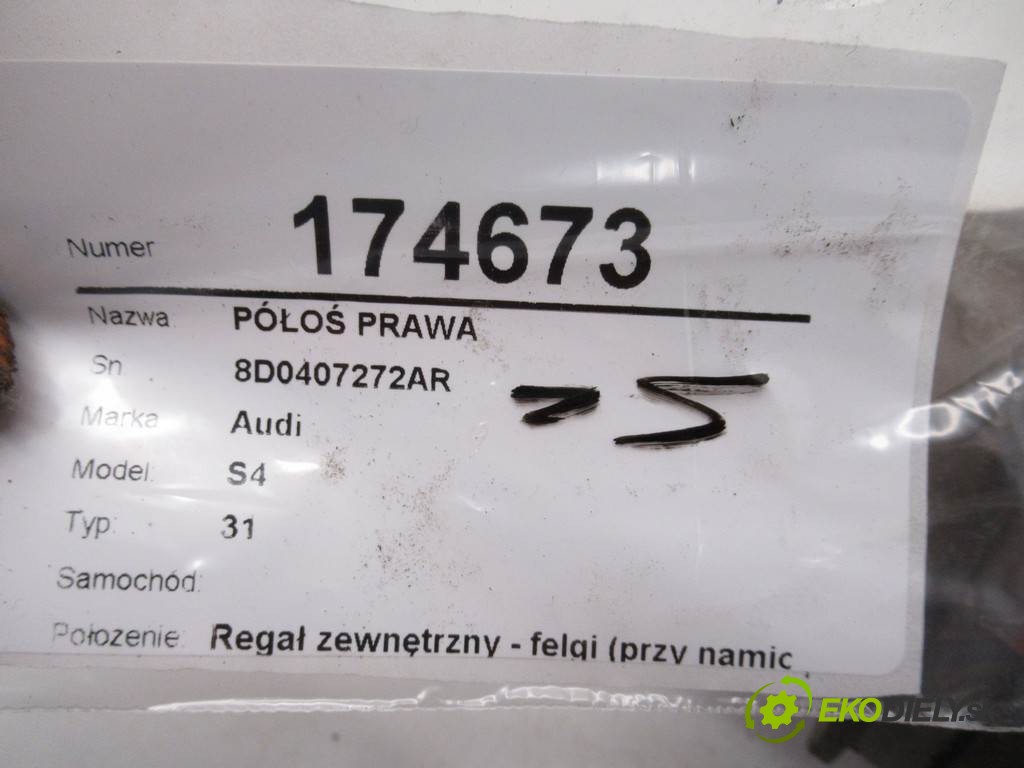 Numer 174673
Nazwa PÓŁOŚ PRAWA
Sn 8D0407272AR
Marka Audi
Model: S4
Typ: 31
Samochód:
Położenie: Regał zewnętrzny - felgi (przy namic
EKODIELY.S